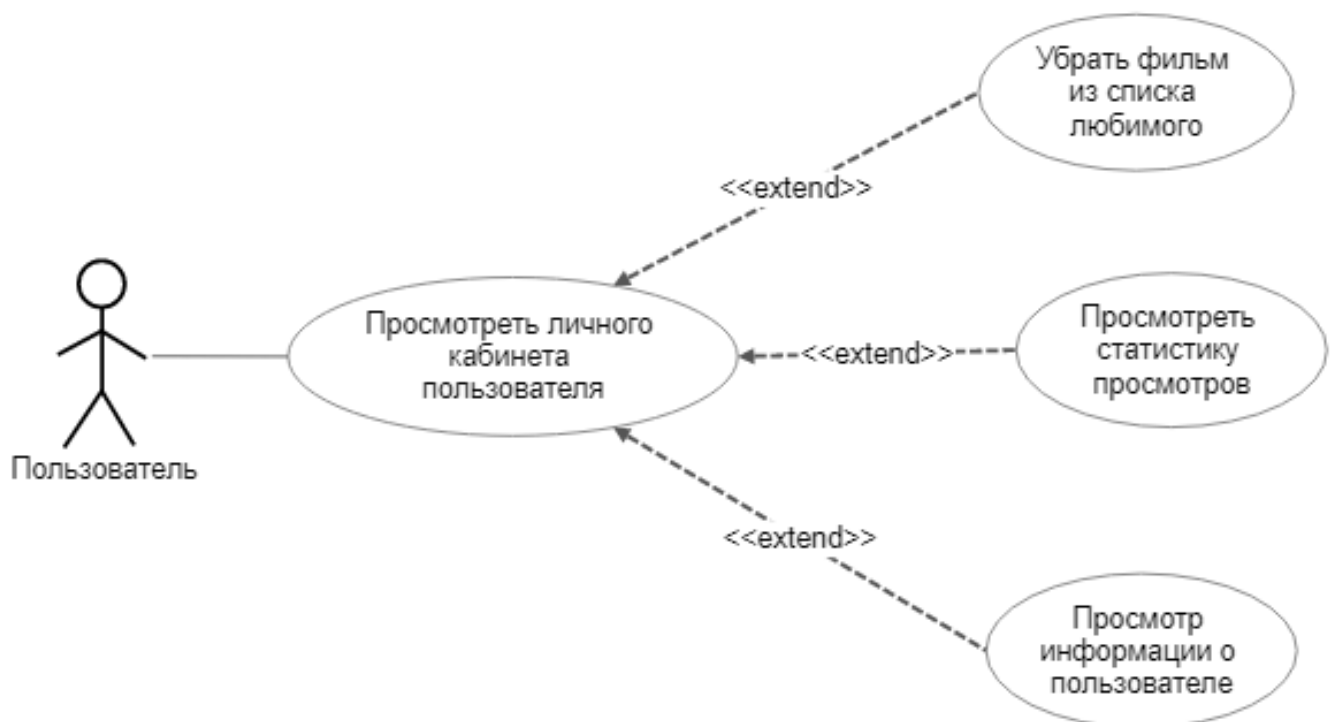 Убрать фильм
из списка
любимого
<<extend>>
Просмотреть личного
кабинета
пользователя
<<extend>>
Просмотреть
статистику
просмотров
Пользователь
<<extend>>
Просмотр
информации о
пользователе